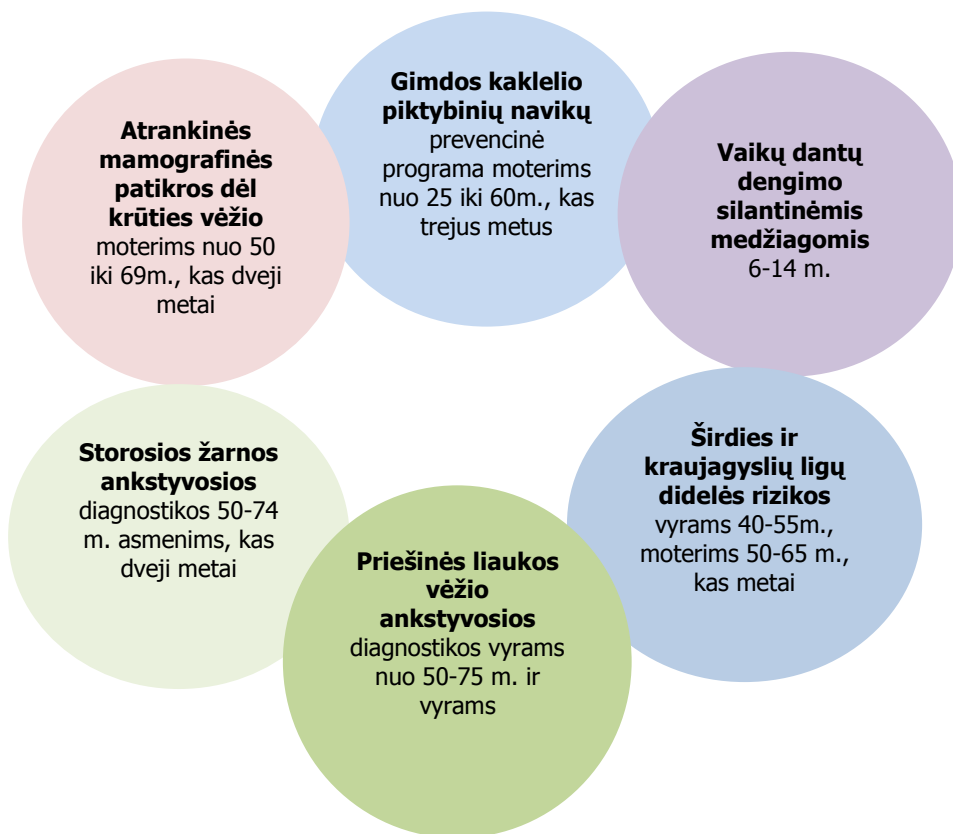 Gimdos kaklelio
piktybinių navikų
prevencinė
programa moterims
nuo 25 iki 60m., kas
trejus metus
Atrankinės
mamografinės
patikros dėl
krūties vėžio
moterims nuo 50
iki 69m., kas dveji
metai
Vaikų dantų
dengimo
silantinėmis
medžiagomis
6-14 m.
Storosios žarnos
ankstyvosios
diagnostikos 50-74
m. asmenims, kas
dveji metai
Širdies ir
kraujagyslių ligų
didelės rizikos
vyrams 40-55m.,
moterims 50-65 m.,
kas metai
Priešinės liaukos
vėžio
ankstyvosios
diagnostikos vyrams
nuo 50-75 m. ir
vyrams